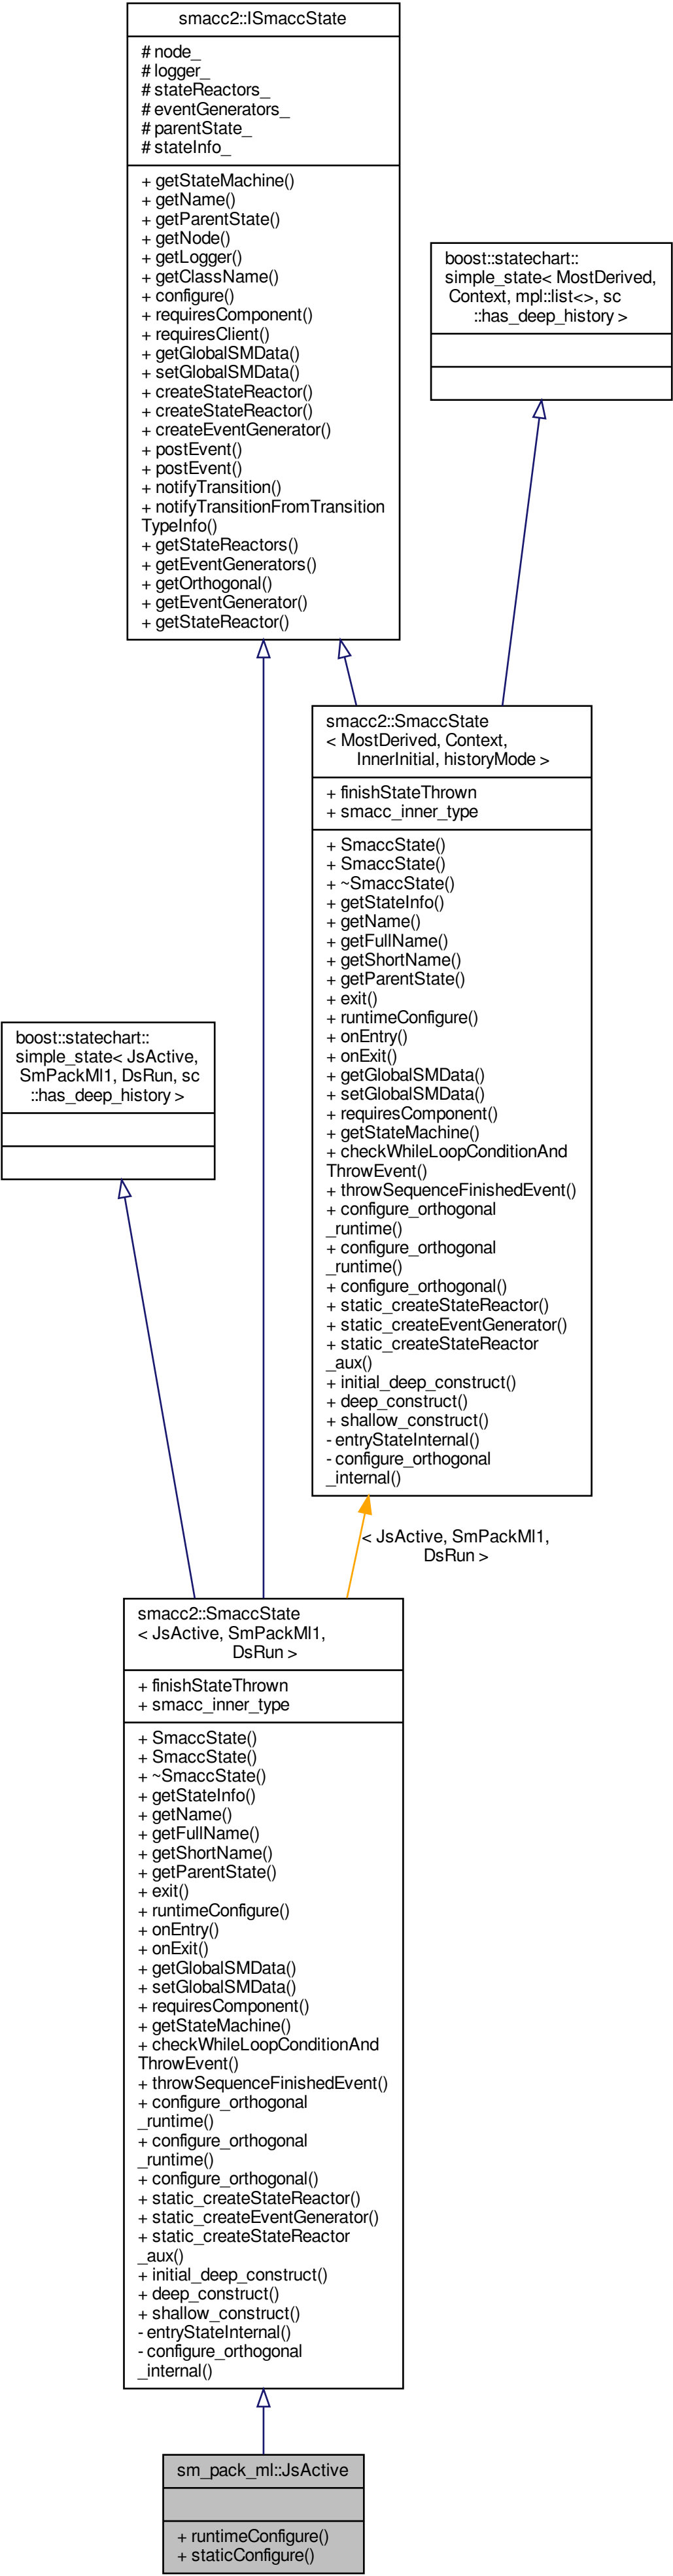 smacc2::ISmaccState
# node_
# logger_
# stateReactors_
# eventGenerators_
# parentState_
# stateInfo_
+ getStateMachine()
+ getName()
+ getParentState()
+ getNode()
+ getLogger()
+ getClassName()
+ configure()
+ requiresComponent()
+ requiresClient()
+ getGlobalSMData()
+ setGlobalSMData()
+ createStateReactor()
+ createStateReactor()
+ createEventGenerator()
+ postEvent()
+ postEvent()
+ notifyTransition()
+ notifyTransitionFromTransition
TypeInfo()
+ getStateReactors()
+ getEventGenerators()
+ getOrthogonal()
+ getEventGenerator()
+ getStateReactor()
boost::statechart::
simple_state< MostDerived,
Context, mpl::list<>, sc
::has_deep_history >
smacc2::SmaccState
< MostDerived, Context,
InnerInitial, historyMode >
+ finishStateThrown
+ smacc_inner_type
+ SmaccState()
+ SmaccState()
+ ~SmaccState()
+ getStateInfo()
+ getName()
+ getFullName()
+ getShortName()
+ getParentState()
+ exit()
+ runtimeConfigure()
+ onEntry()
+ onExit()
+ getGlobalSMData()
+ setGlobalSMData()
+ requiresComponent()
+ getStateMachine()
+ checkWhileLoopConditionAnd
ThrowEvent()
+ throwSequenceFinishedEvent()
+ configure_orthogonal
_runtime()
+ configure_orthogonal
_runtime()
+ configure_orthogonal()
+ static_createStateReactor()
+ static_createEventGenerator()
+ static_createStateReactor
_aux()
+ initial_deep_construct()
+ deep_construct()
+ shallow_construct()
- entryStateInternal()
- configure_orthogonal
_internal()
boost::statechart::
simple_state< JsActive,
SmPackMl1, DsRun, sc
::has_deep_history >
< JsActive, SmPackMl1,
DsRun >
smacc2::SmaccState
< JsActive, SmPackMl1,
DsRun >
+ finishStateThrown
+ smacc_inner_type
+ SmaccState()
+ SmaccState()
+ ~SmaccState()
+ getStateInfo()
+ getName()
+ getFullName()
+ getShortName()
+ getParentState()
+ exit()
+ runtimeConfigure()
+ onEntry()
+ onExit()
+ getGlobalSMData()
+ setGlobalSMData()
+ requiresComponent()
+ getStateMachine()
+ checkWhileLoopConditionAnd
ThrowEvent()
+ throwSequenceFinishedEvent()
+ configure_orthogonal
_runtime()
+ configure_orthogonal
_runtime()
+ configure_orthogonal()
+ static_createStateReactor()
+ static_createEventGenerator()
+ static_createStateReactor
_aux()
+ initial_deep_construct()
+ deep_construct()
+ shallow_construct()
- entryStateInternal()
- configure_orthogonal
_internal()
sm_pack_ml::JsActive
+ runtimeConfigure()
+ staticConfigure()